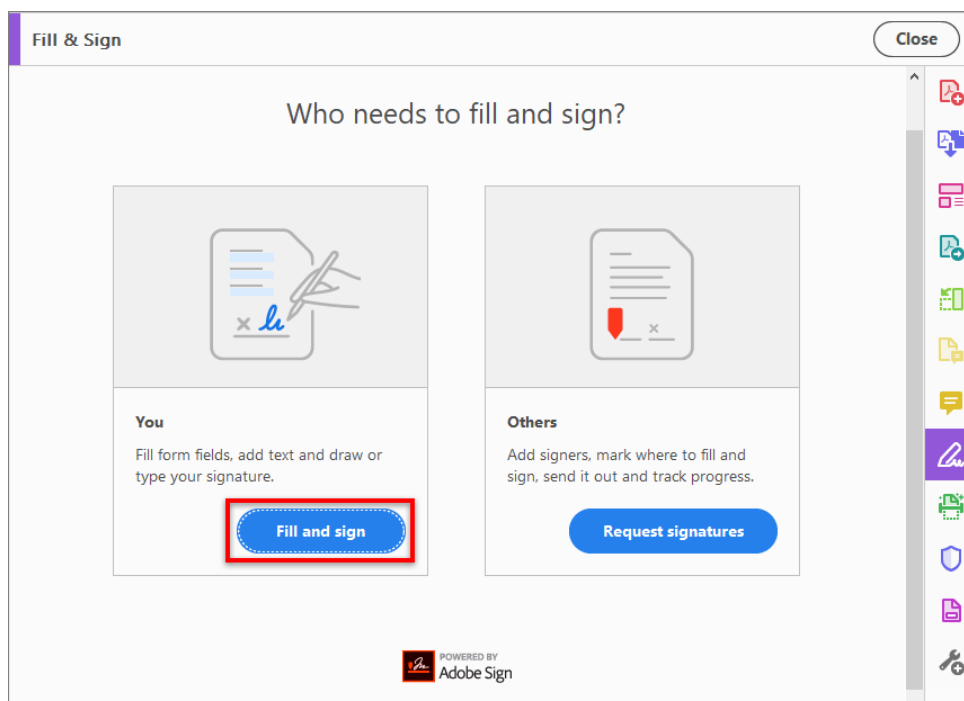 Fill & Sign
Close
Who needs to fill and sign?
You
Fill form fields, add text and draw or
type your signature.
Fill and sign
Others
Add signers, mark where to fill and
sign, send it out and track progress.
Request signatures
POWERED BY
Adobe Sign